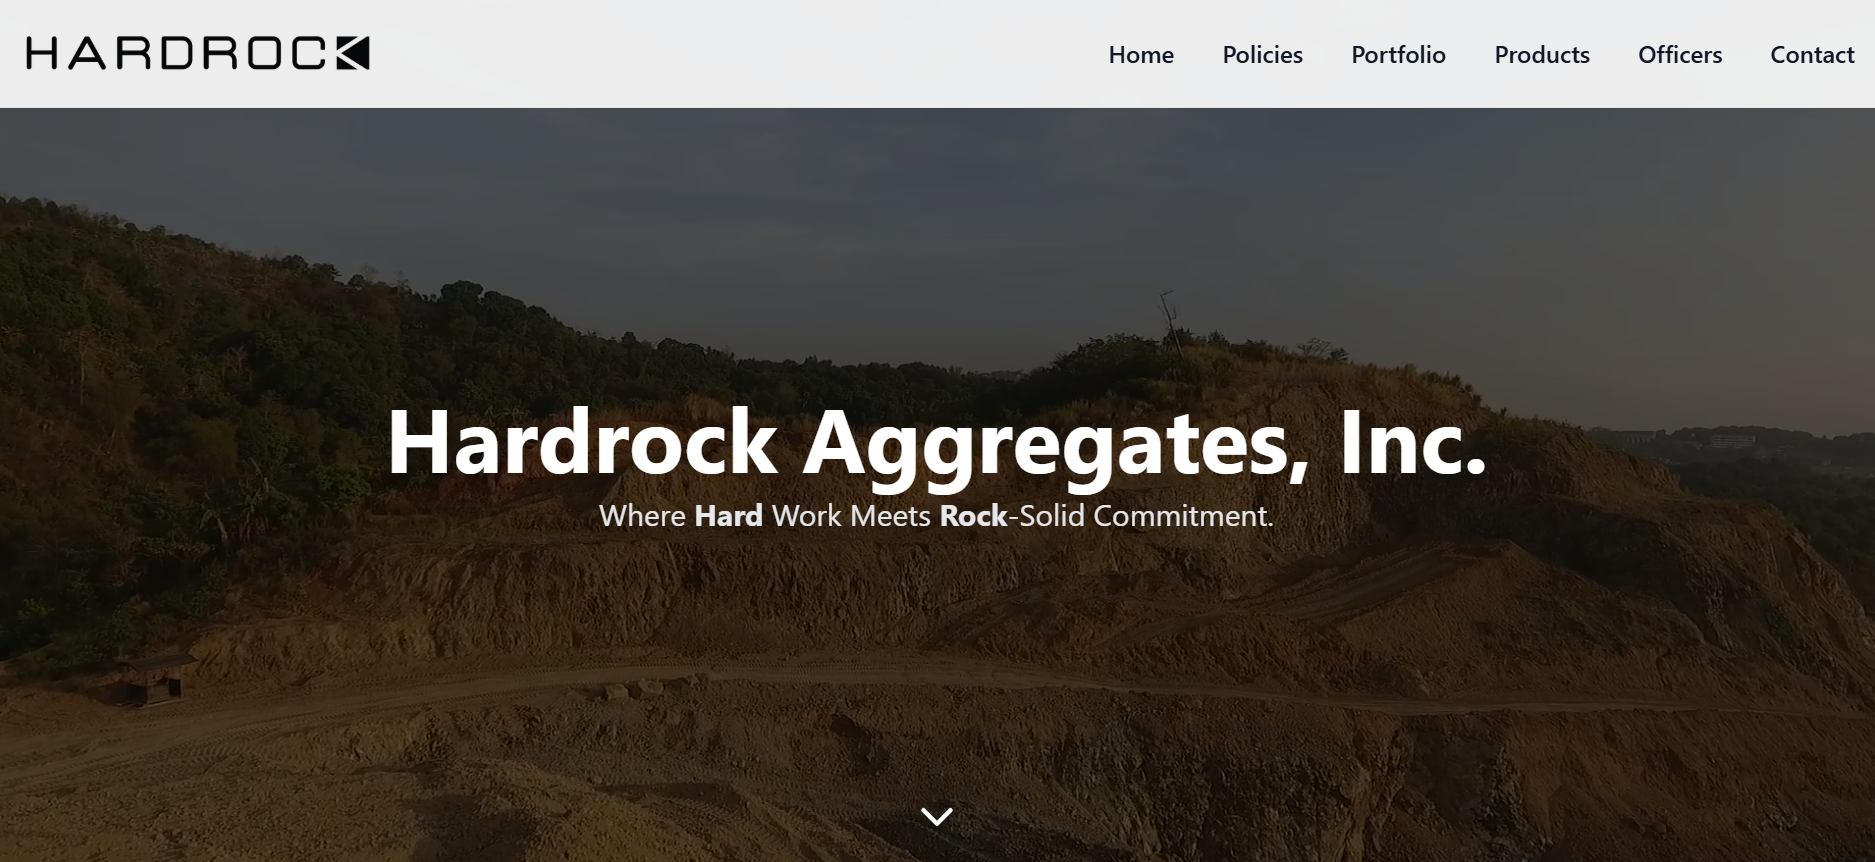 HARDROCK
Home Policies Portfolio Products Officers Contact
Hardrock Aggregates, Inc.
Where Hard Work Meets Rock-Solid Commitment.